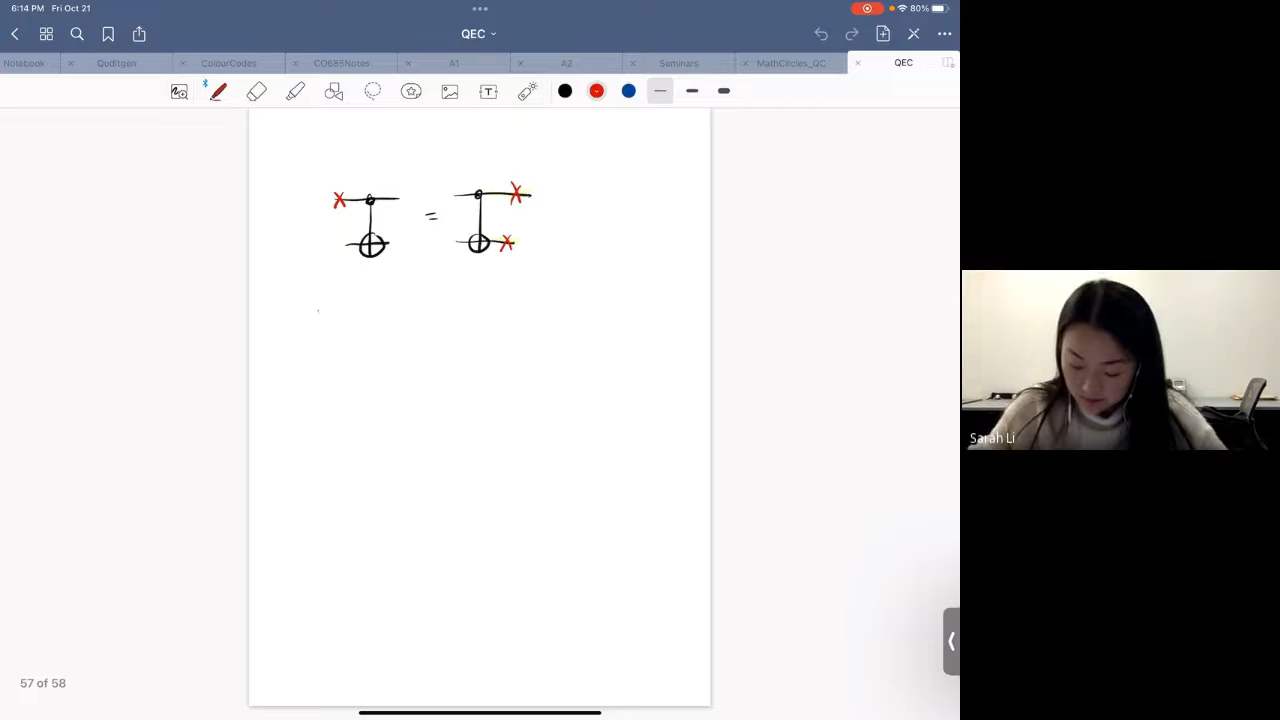 6:14 PM Fri Oct 21
80%
QEC
Notebook
Quditgen
ColourCodes
CO685Notes
A1
A2
Seminars
MathCircles_QC
QEC
T
X
=
X
X
Sarah Li
57 of 58